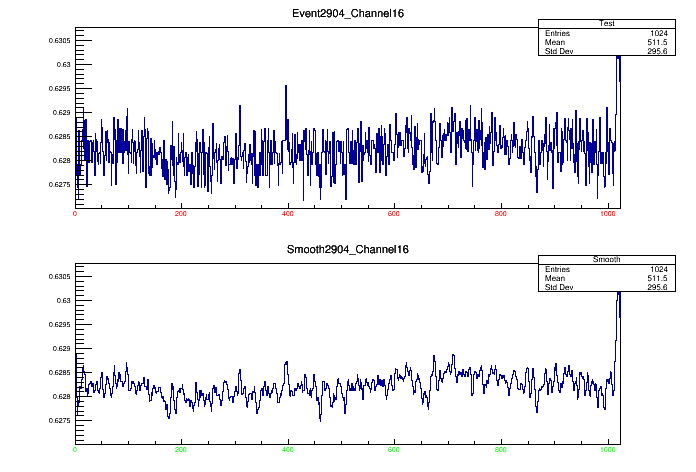 Event2904_Channel16
Test
Entries 1024
Mean 511.5
Std Dev 295.6
0.6305
0.63
0.6295
0.629
0.6285
0.628
0.6275
0 200 400 600 800 1000
Smooth2904_Channel16
Smooth
Entries 1024
Mean 511.5
Std Dev 295.6
0.6305
0.63
0.6295
0.629
0.6285
0.628
0.6275
0 200 400 600 800 1000